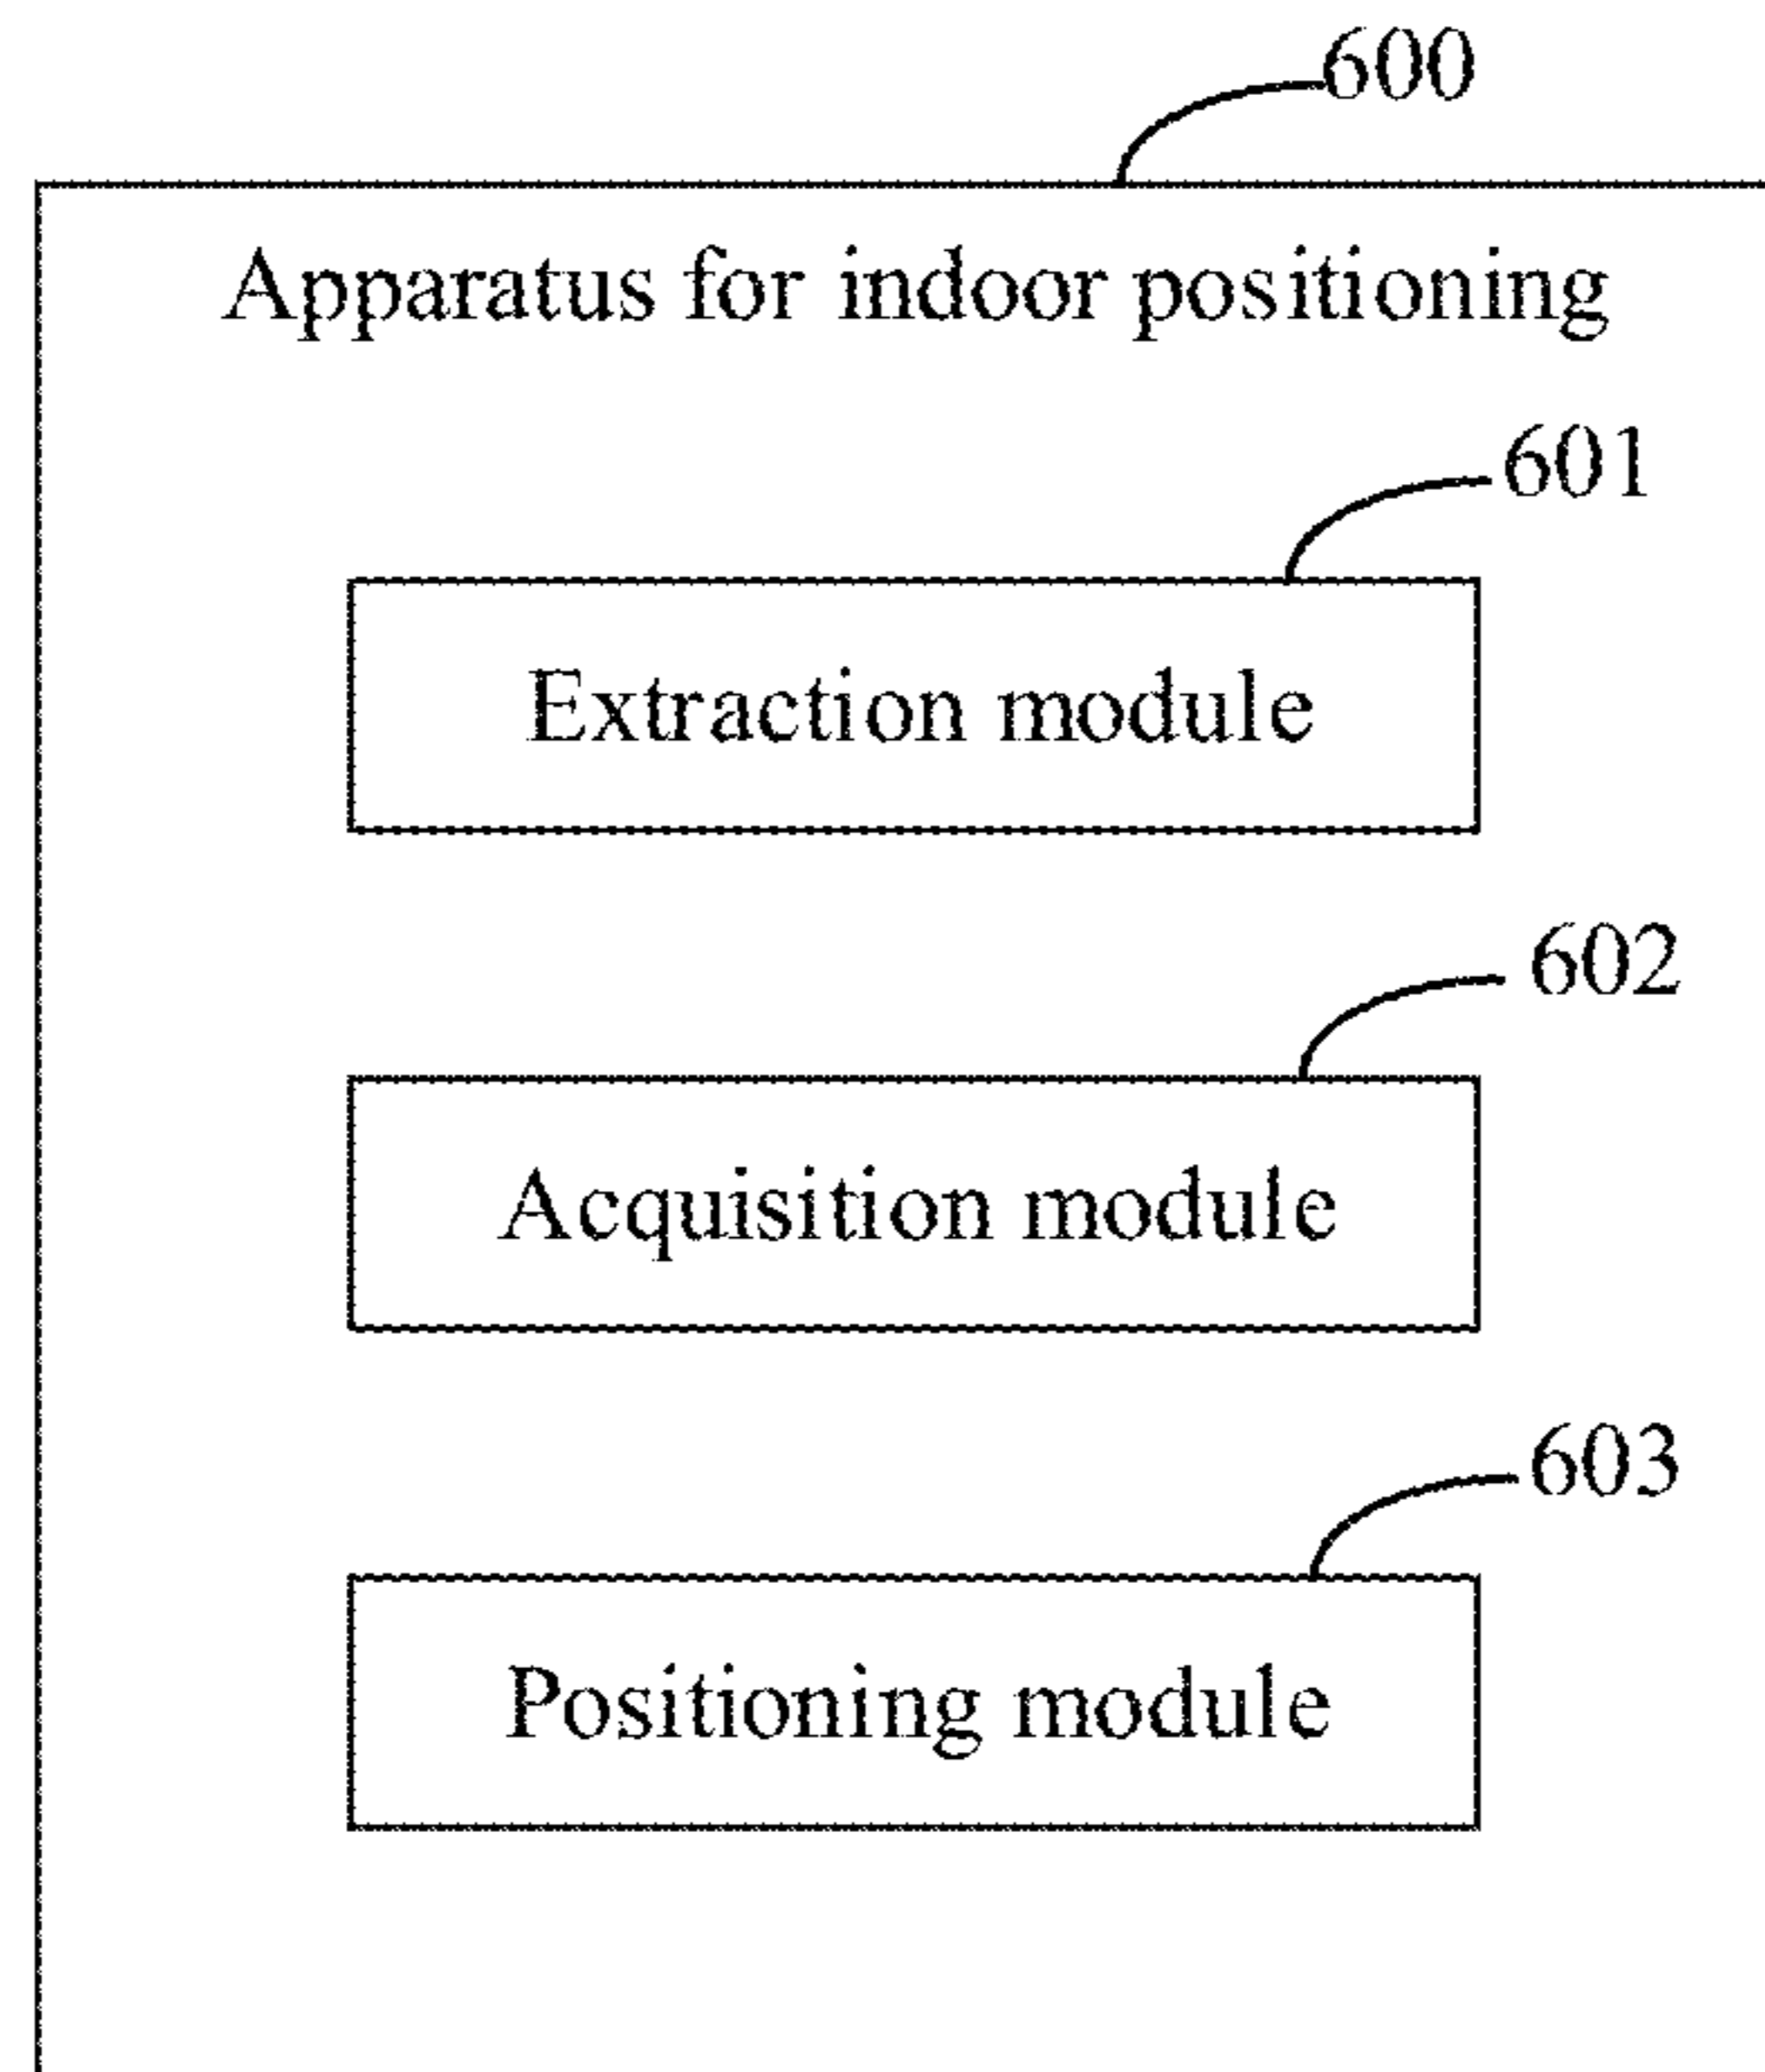 600
Apparatus for indoor positioning
601
Extraction module
602
Acquisition module
603
Positioning module